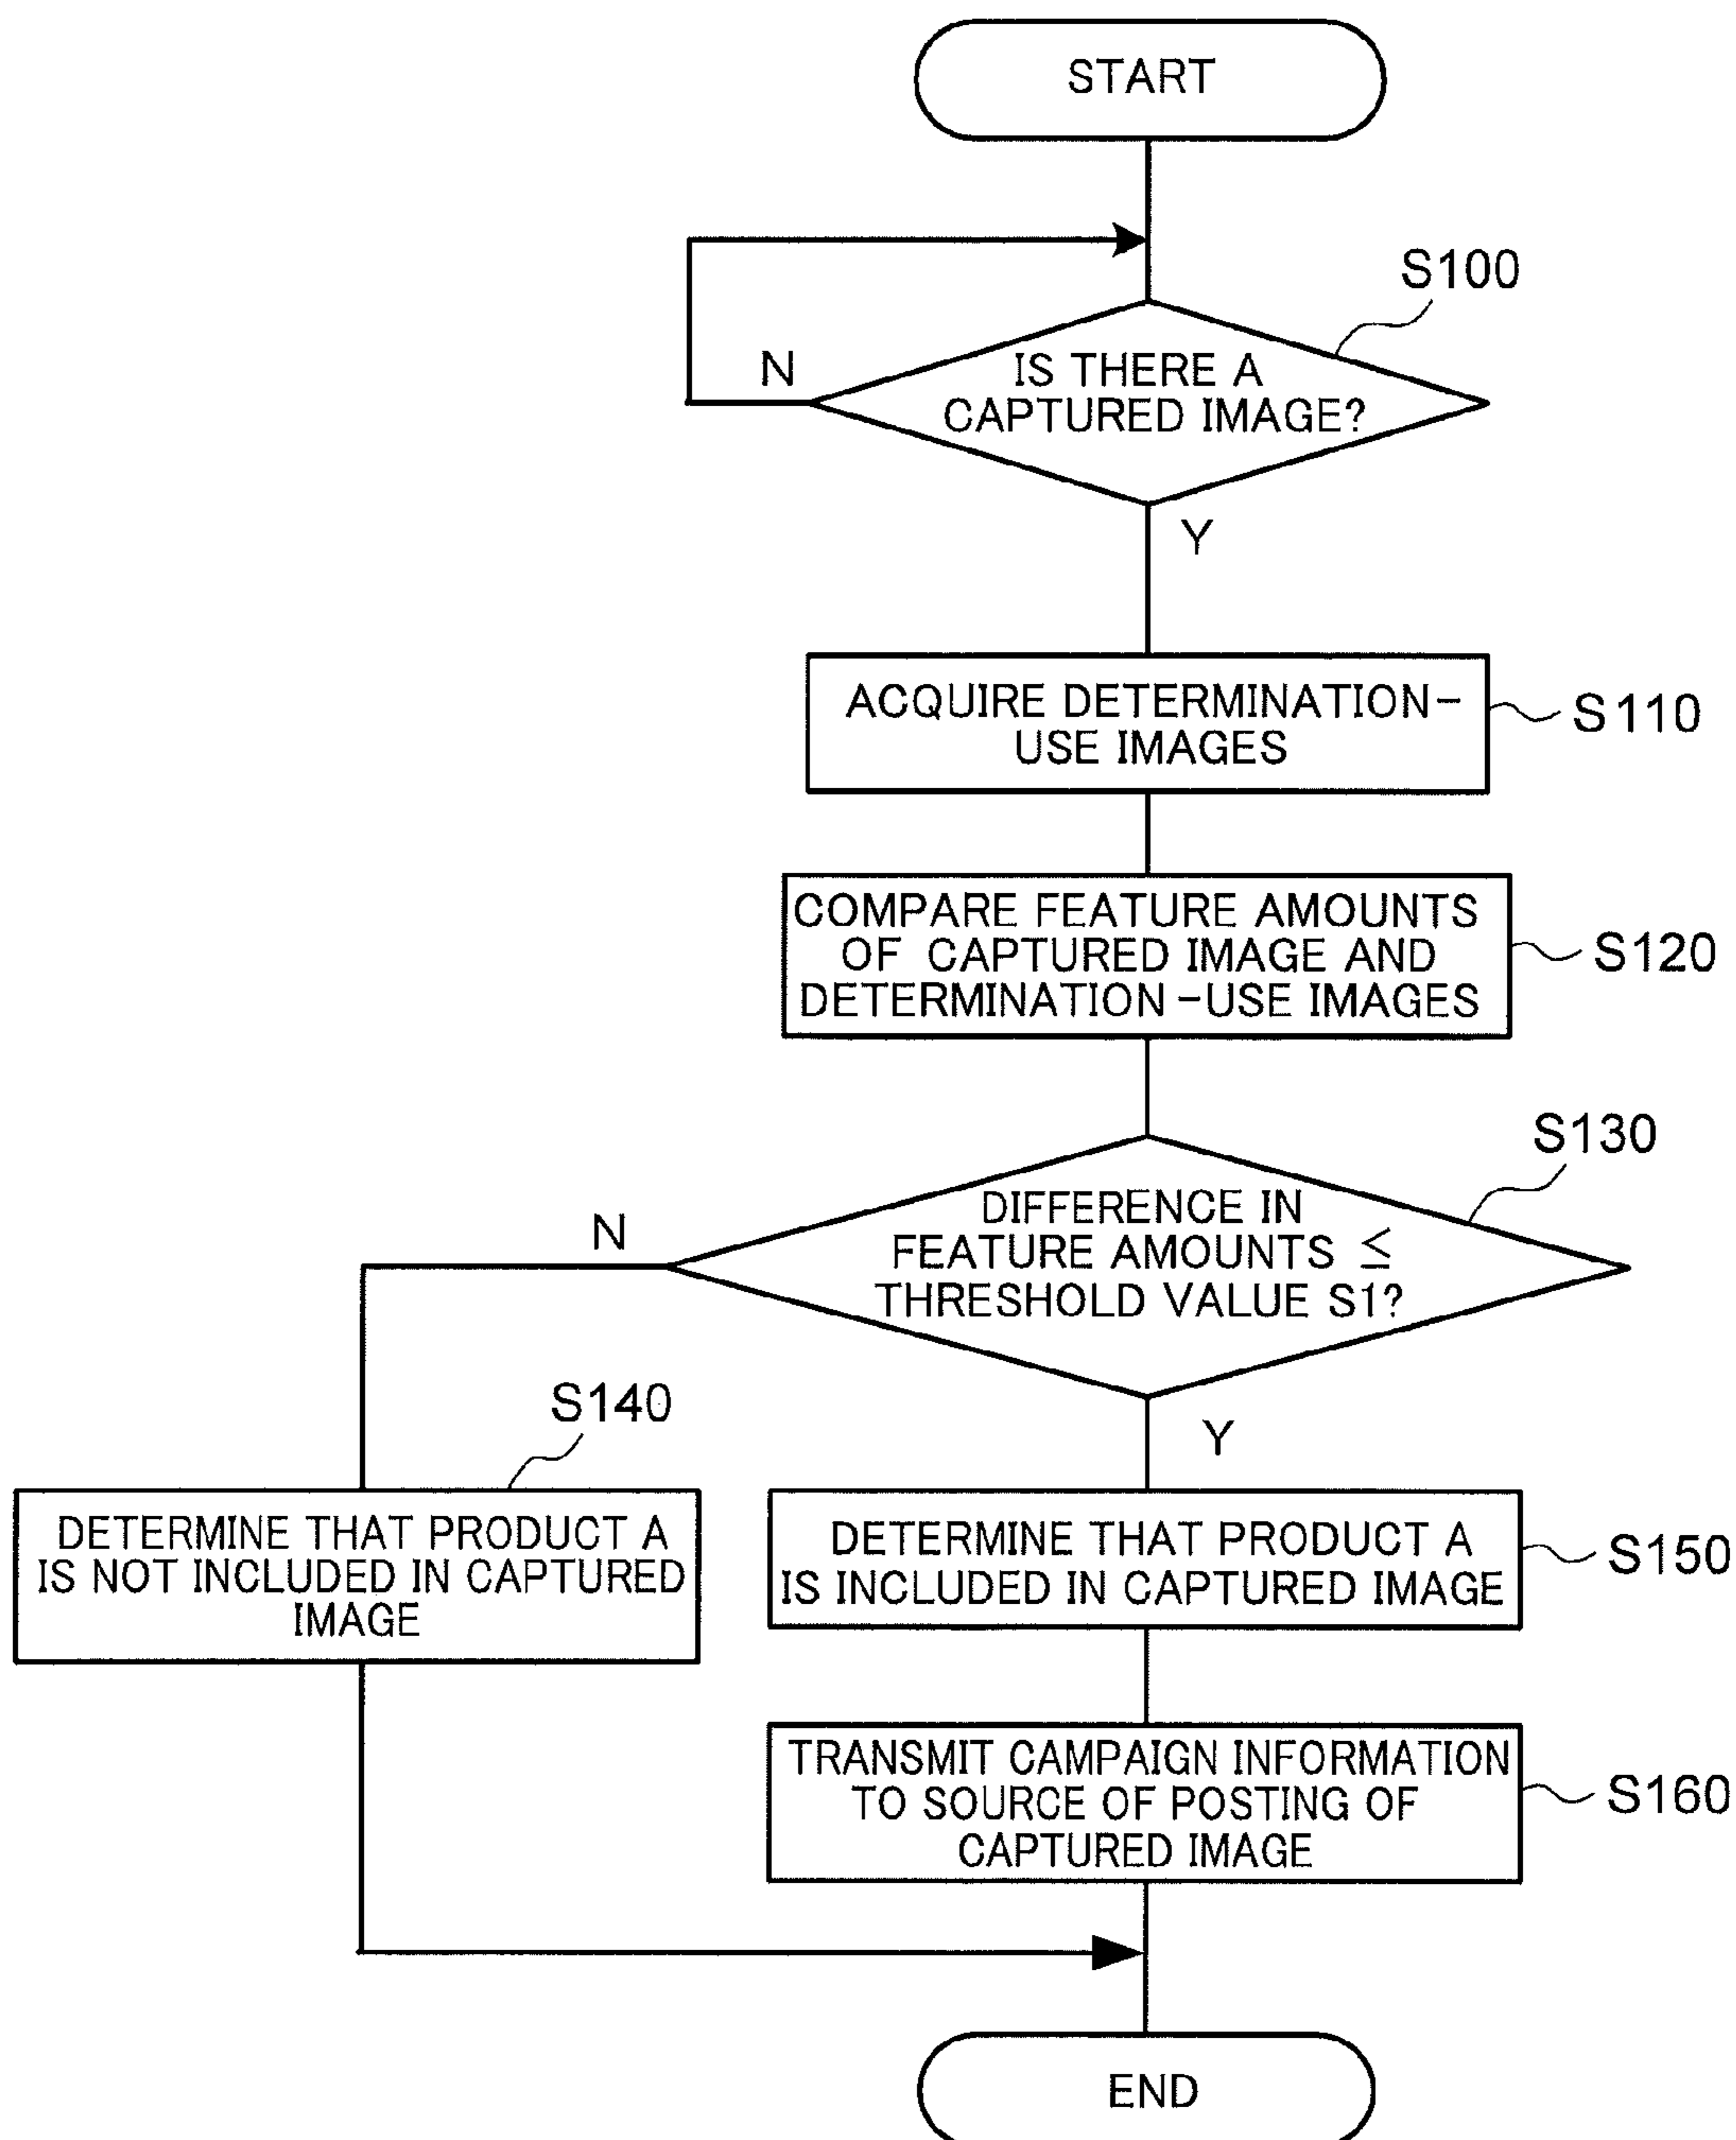 START
S100
N
IS THERE A
CAPTURED IMAGE?
Y
ACQUIRE DETERMINATION-
USE IMAGES
S110
COMPARE FEATURE AMOUNTS
OF CAPTURED IMAGE AND
DETERMINATION-USE IMAGES
S120
S130
N
DIFFERENCE IN
FEATURE AMOUNTS ≤
THRESHOLD VALUE S1?
Y
S140
DETERMINE THAT PRODUCT A
IS NOT INCLUDED IN CAPTURED
IMAGE
DETERMINE THAT PRODUCT A
IS INCLUDED IN CAPTURED IMAGE
S150
TRANSMIT CAMPAIGN INFORMATION
TO SOURCE OF POSTING OF
CAPTURED IMAGE
S160
END